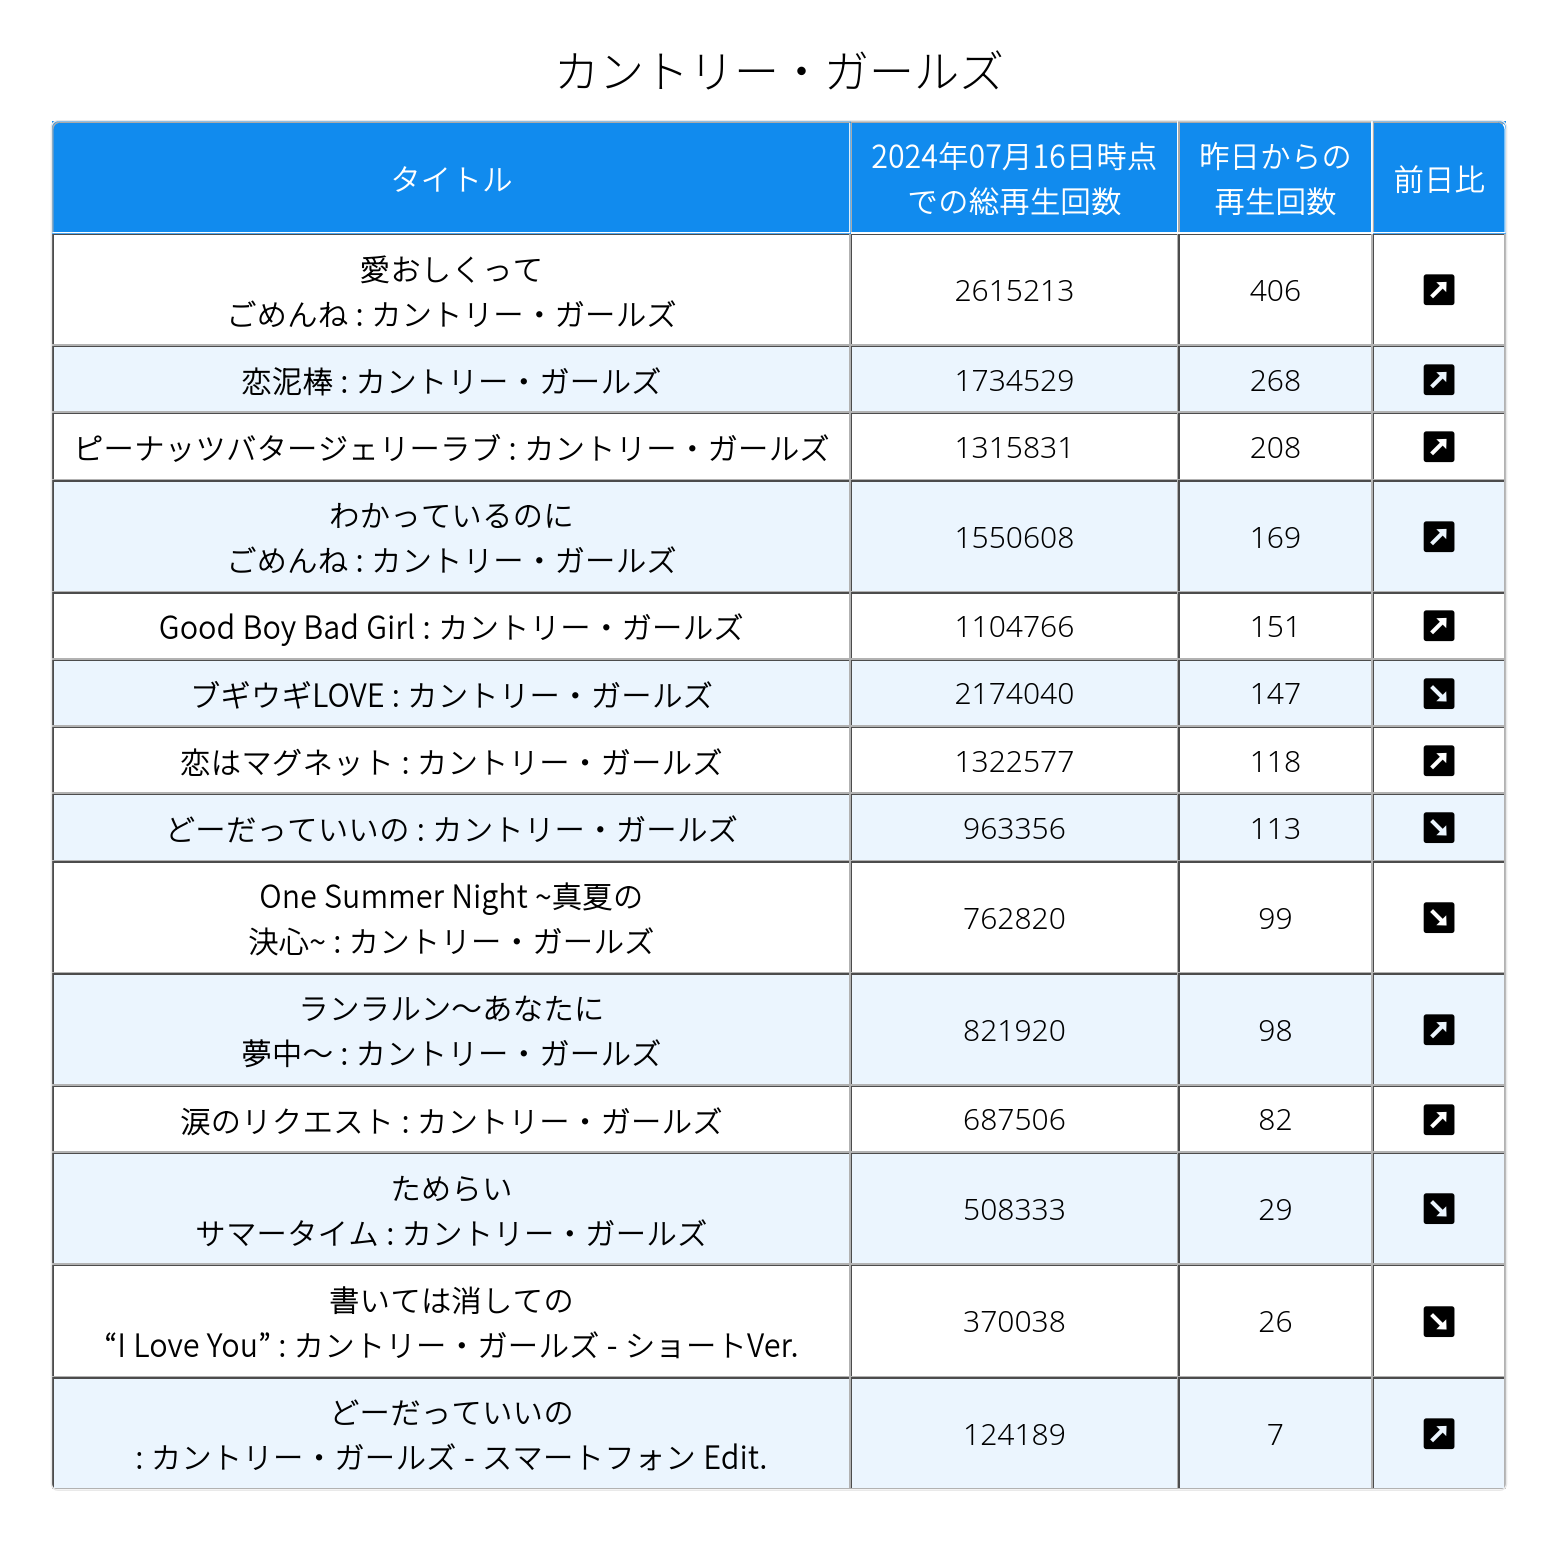 カントリー・ガールズ
タイトル
2024年07月16日時点
での総再生回数
昨日からの
再生回数
前日比
愛おしくって
ごめんね : カントリー・ガールズ
2615213
406
恋泥棒 : カントリー・ガールズ
1734529
268
ピーナッツバタージェリーラブ : カントリー・ガールズ
1315831
208
わかっているのに
ごめんね : カントリー・ガールズ
1550608
169
Good Boy Bad Girl : カントリー・ガールズ
1104766
151
ブギウギLOVE : カントリー・ガールズ
2174040
147
恋はマグネット : カントリー・ガールズ
1322577
118
どーだっていいの : カントリー・ガールズ
963356
113
One Summer Night ~真夏の
決心~ : カントリー・ガールズ
762820
99
ランラルン〜あなたに
夢中〜 : カントリー・ガールズ
821920
98
涙のリクエスト : カントリー・ガールズ
687506
82
ためらい
サマータイム : カントリー・ガールズ
508333
29
書いては消しての
“I Love You” : カントリー・ガールズ - ショートVer.
370038
26
どーだっていいの
: カントリー・ガールズ - スマートフォン Edit.
124189
7